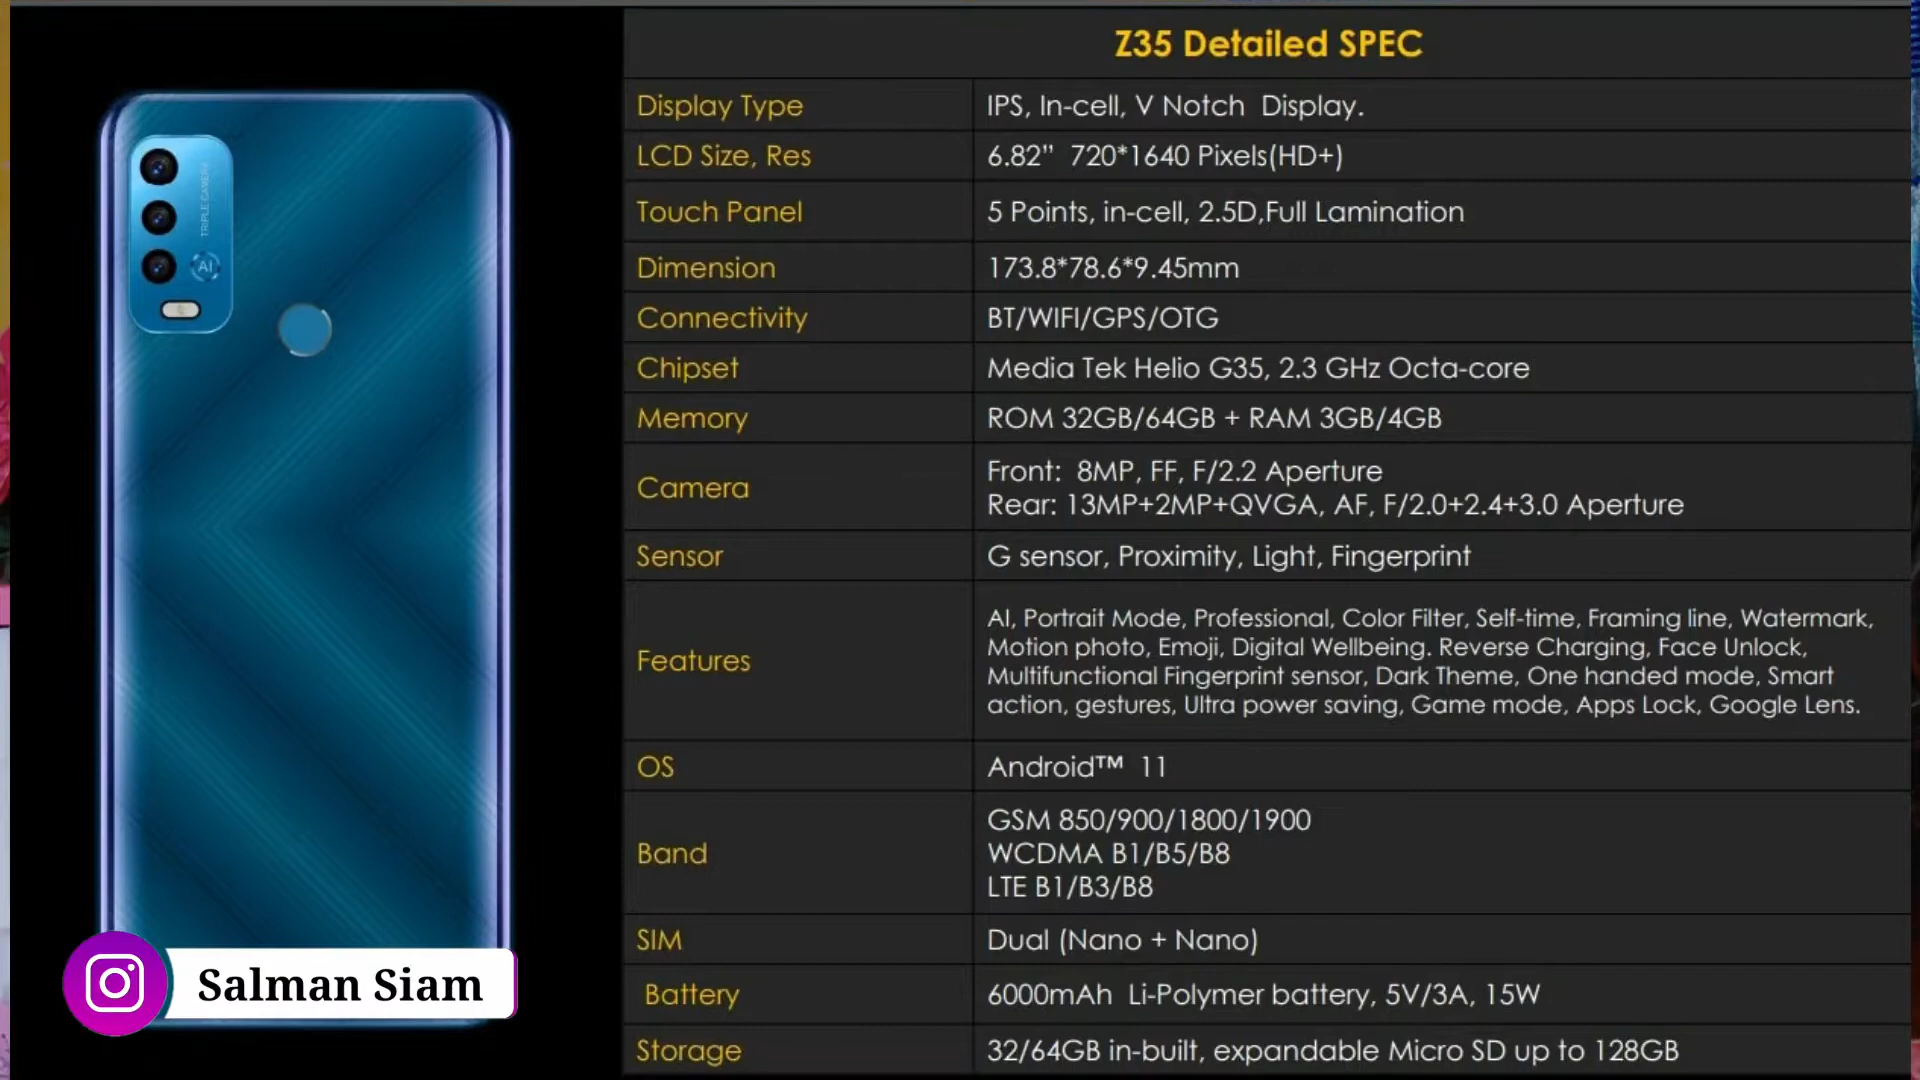 Z35 Detailed SPEC
Display Type
IPS, In-cell, V Notch Display.
LCD Size, Res
6.82” 720*1640 Pixels(HD+)
Touch Panel
5 Points, in-cell, 2.5D,Full Lamination
Dimension
173.8*78.6*9.45mm
Connectivity
BT/WIFI/GPS/OTG
Chipset
Media Tek Helio G35, 2.3 GHz Octa-core
Memory
ROM 32GB/64GB + RAM 3GB/4GB
Camera
Front: 8MP, FF, F/2.2 Aperture
Rear: 13MP+2MP+QVGA, AF, F/2.0+2.4+3.0 Aperture
Sensor
G sensor, Proximity, Light, Fingerprint
Features
AI, Portrait Mode, Professional, Color Filter, Self-time, Framing line, Watermark,
Motion photo, Emoji, Digital Wellbeing. Reverse Charging, Face Unlock,
Multifunctional Fingerprint sensor, Dark Theme, One handed mode, Smart
action, gestures, Ultra power saving, Game mode, Apps Lock, Google Lens.
OS
Android™ 11
Band
GSM 850/900/1800/1900
WCDMA B1/B5/B8
LTE B1/B3/B8
SIM
Dual (Nano + Nano)
Battery
6000mAh Li-Polymer battery, 5V/3A, 15W
Storage
32/64GB in-built, expandable Micro SD up to 128GB
TRIPLE CAMERA
AI
Salman Siam